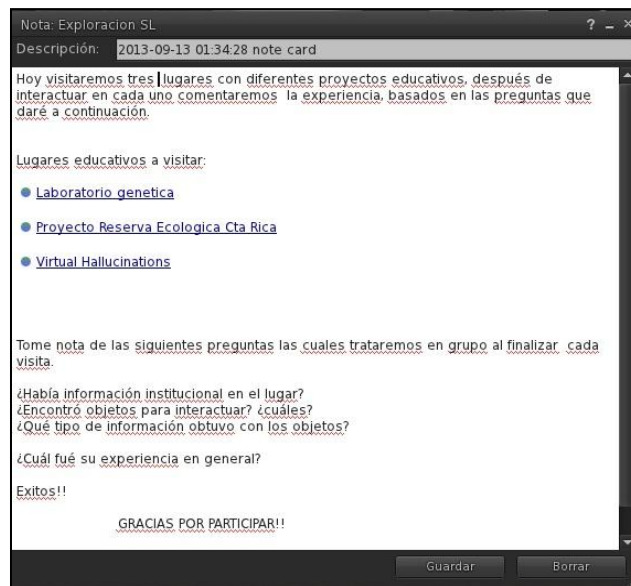 Nota: Exploracion SL
? – ×
Descripción: 2013-09-13 01:34:28 note card
Hoy visitaremos tres lugares con diferentes proyectos educativos, después de
interactuar en cada uno comentaremos la experiencia, basados en las preguntas que
daré a continuación.
Lugares educativos a visitar:
Laboratorio genetica
Proyecto Reserva Ecologica Cta Rica
Virtual Hallucinations
Tome nota de las siguientes preguntas las cuales trataremos en grupo al finalizar cada
visita.
¿Había información institucional en el lugar?
¿Encontró objetos para interactuar? ¿cuáles?
¿Qué tipo de información obtuvo con los objetos?
¿Cuál fué su experiencia en general?
Exitos!!
GRACIAS POR PARTICIPAR!!
Guardar Borrar